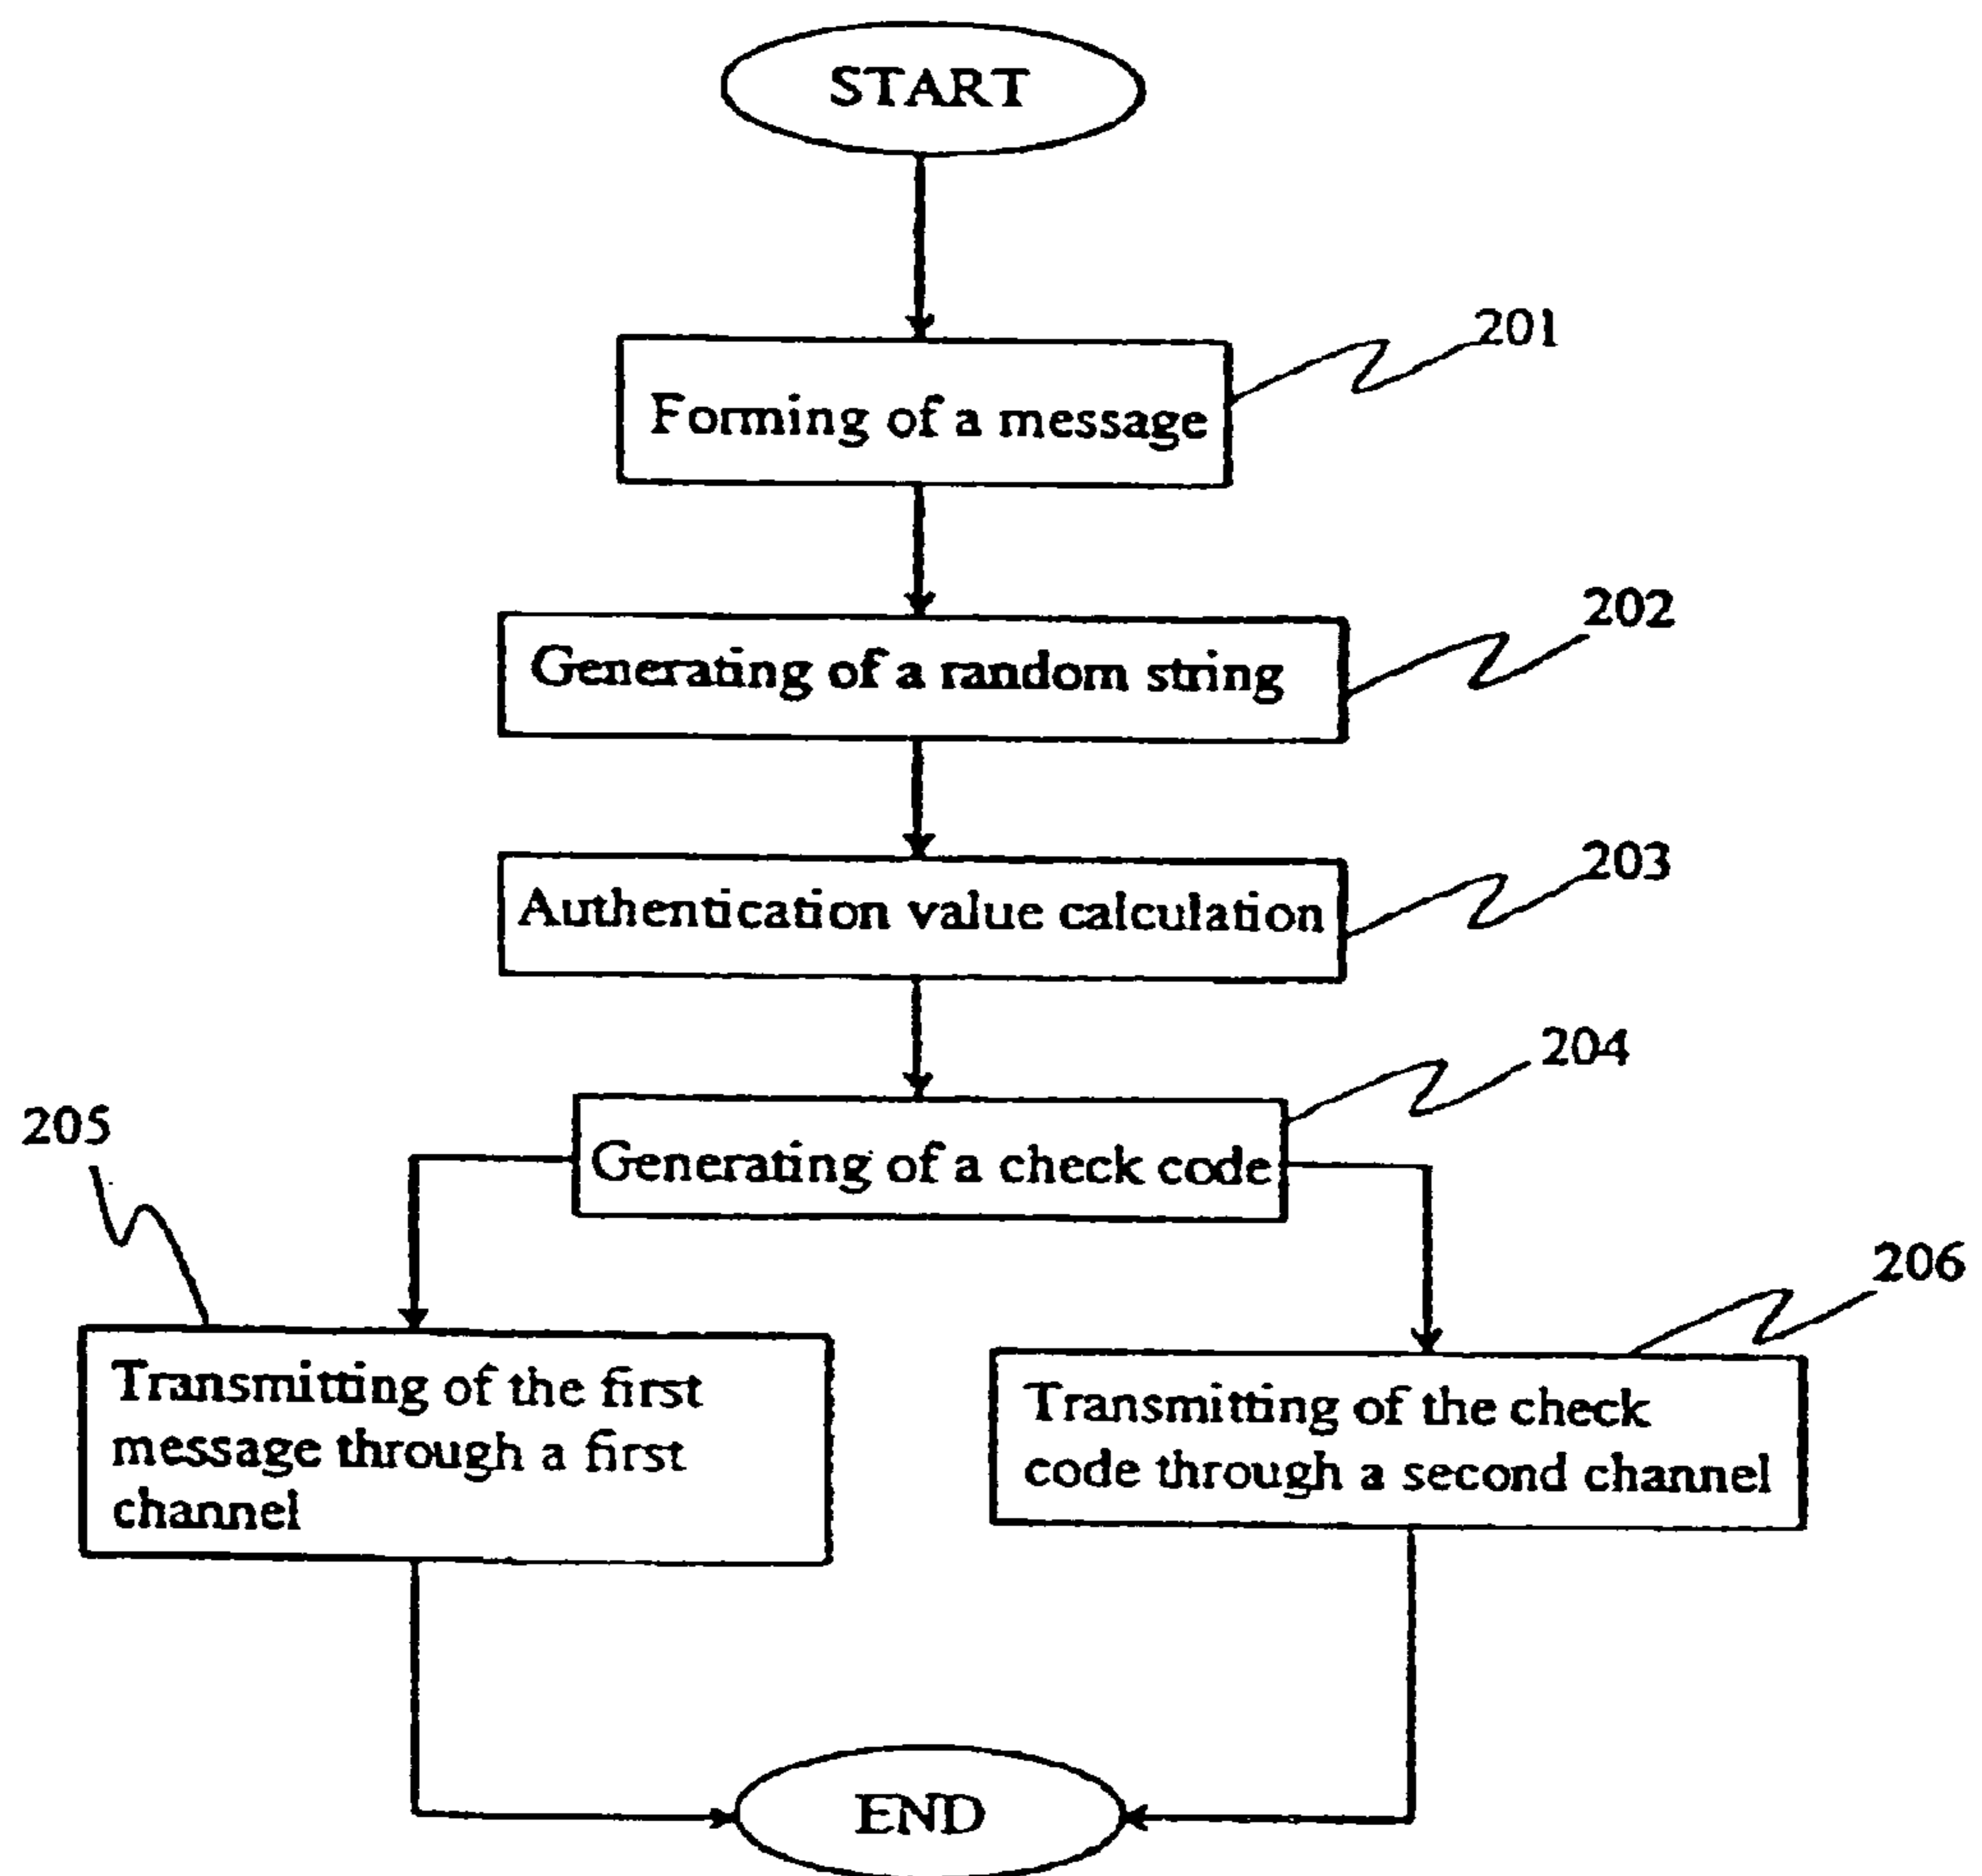 START
201
Forming of a message
202
Generating of a random string
203
Authentication value calculation
204
Generating of a check code
205
206
Transmitting of the first
message through a first
channel
Transmitting of the check
code through a second channel
END